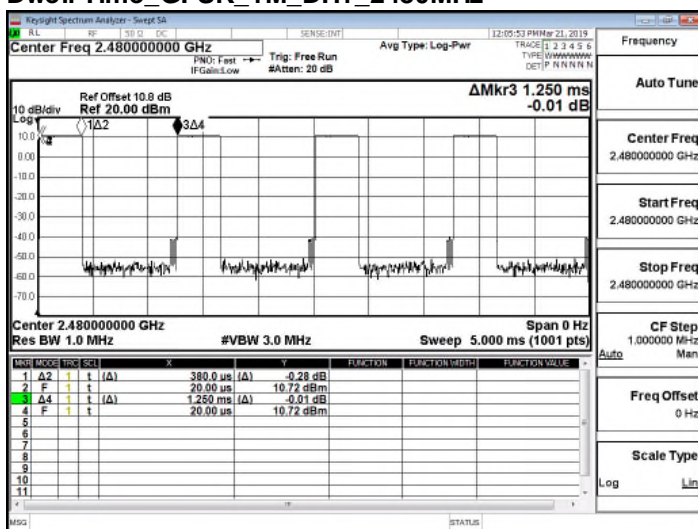 Keysight Spectrum Analyzer - Swept SA
RL RF 50 Ω DC SENSE:INT 12:05:53 PM Mar 21, 2019
Center Freq 2.480000000 GHz
PNO: Fast
IFGain:Low
Trig: Free Run
#Atten: 20 dB
Avg Type: Log-Pwr
TRACE 1 2 3 4 5 6
TYPE WWWWWW
DET P NNNNN
ΔMkr3 1.250 ms
-0.01 dB
Ref Offset 10.8 dB
10 dB/div Ref 20.00 dBm
Log
1Δ2
3Δ4
10.0
0.00
-10.0
-20.0
-30.0
-40.0
-50.0
-60.0
-70.0
Center 2.480000000 GHz Span 0 Hz
Res BW 1.0 MHz #VBW 3.0 MHz Sweep 5.000 ms (1001 pts)
MKR MODE TRC SCL X Y FUNCTION FUNCTION WIDTH FUNCTION VALUE
1 Δ2 1 t (Δ) 380.0 us (Δ) -0.28 dB
2 F 1 t 20.00 us 10.72 dBm
3 Δ4 1 t (Δ) 1.250 ms (Δ) -0.01 dB
4 F 1 t 20.00 us 10.72 dBm
5
6
7
8
9
10
11
MSG STATUS
Frequency
Auto Tune
Center Freq
2.480000000 GHz
Start Freq
2.480000000 GHz
Stop Freq
2.480000000 GHz
CF Step
1.000000 MHz
Auto Man
Freq Offset
0 Hz
Scale Type
Log Lin